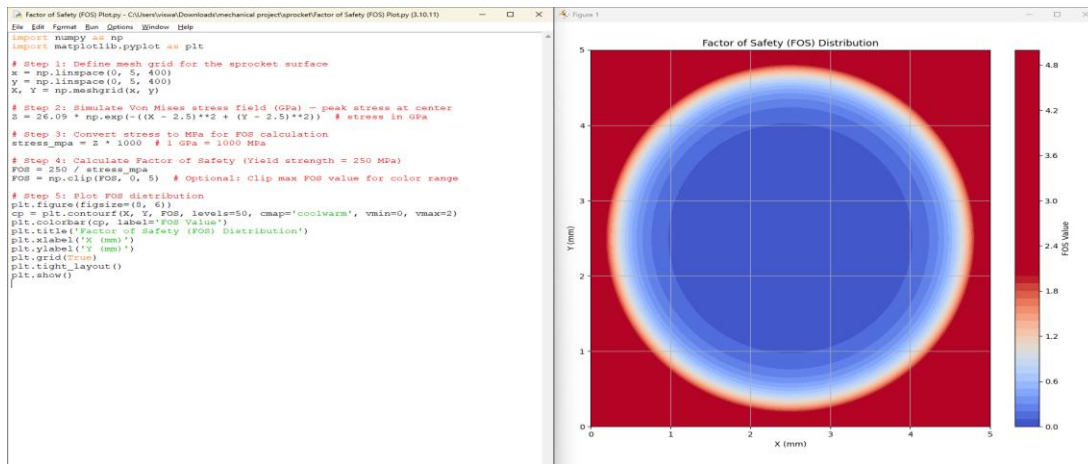 Factor of Safety (FOS) Plot.py - C:\Users\viswa\Downloads\mechanical project\sprocket\Factor of Safety (FOS) Plot.py (3.10.11)
File Edit Format Run Options Window Help
import numpy as np
import matplotlib.pyplot as plt
# Step 1: Define mesh grid for the sprocket surface
x = np.linspace(0, 5, 400)
y = np.linspace(0, 5, 400)
X, Y = np.meshgrid(x, y)
# Step 2: Simulate Von Mises stress field (GPa) — peak stress at center
Z = 26.09 * np.exp(-((X - 2.5)**2 + (Y - 2.5)**2))  # stress in GPa
# Step 3: Convert stress to MPa for FOS calculation
stress_mpa = Z * 1000  # 1 GPa = 1000 MPa
# Step 4: Calculate Factor of Safety (Yield strength = 250 MPa)
FOS = 250 / stress_mpa
FOS = np.clip(FOS, 0, 5)  # Optional: Clip max FOS value for color range
# Step 5: Plot FOS distribution
plt.figure(figsize=(8, 6))
cp = plt.contourf(X, Y, FOS, levels=50, cmap='coolwarm', vmin=0, vmax=2)
plt.colorbar(cp, label='FOS Value')
plt.title('Factor of Safety (FOS) Distribution')
plt.xlabel('X (mm)')
plt.ylabel('Y (mm)')
plt.grid(True)
plt.tight_layout()
plt.show()
Figure 1
Factor of Safety (FOS) Distribution
5
4
3
2
1
0
Y (mm)
0 1 2 3 4 5
X (mm)
4.8
4.2
3.6
3.0
2.4
1.8
1.2
0.6
0.0
FOS Value